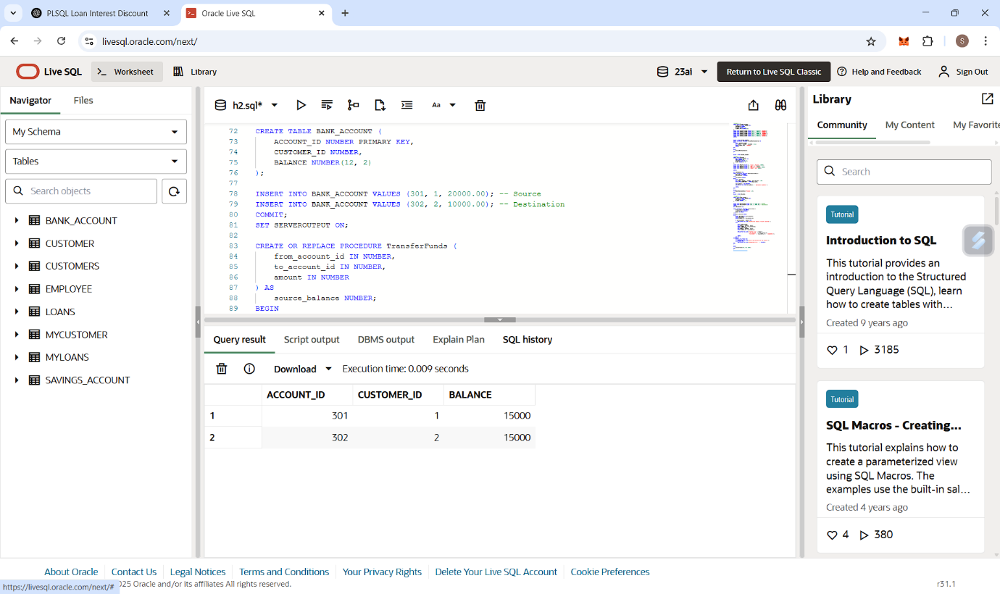 PLSQL Loan Interest Discount
Oracle Live SQL
livesql.oracle.com/next/
S
Live SQL
Worksheet
Library
23ai
Return to Live SQL Classic
Help and Feedback
Sign Out
Navigator
Files
My Schema
Tables
Search objects
BANK_ACCOUNT
CUSTOMER
CUSTOMERS
EMPLOYEE
LOANS
MYCUSTOMER
MYLOANS
SAVINGS_ACCOUNT
h2.sql*
Aa
72 CREATE TABLE BANK_ACCOUNT (
73 ACCOUNT_ID NUMBER PRIMARY KEY,
74 CUSTOMER_ID NUMBER,
75 BALANCE NUMBER(12, 2)
76 );
77
78 INSERT INTO BANK_ACCOUNT VALUES (301, 1, 20000.00); -- Source
79 INSERT INTO BANK_ACCOUNT VALUES (302, 2, 10000.00); -- Destination
80 COMMIT;
81 SET SERVEROUTPUT ON;
82
83 CREATE OR REPLACE PROCEDURE TransferFunds (
84 from_account_id IN NUMBER,
85 to_account_id IN NUMBER,
86 amount IN NUMBER
87 ) AS
88 source_balance NUMBER;
89 BEGIN
Query result
Script output
DBMS output
Explain Plan
SQL history
Download
Execution time: 0.009 seconds
ACCOUNT_ID CUSTOMER_ID BALANCE
1 301 1 15000
2 302 2 15000
Library
Community
My Content
My Favorite
Search
Tutorial
Introduction to SQL
This tutorial provides an
introduction to the Structured
Query Language (SQL), learn
how to create tables with...
Created 9 years ago
1 3185
Tutorial
SQL Macros - Creating...
This tutorial explains how to
create a parameterized view
using SQL Macros. The
examples use the built-in sal...
Created 4 years ago
4 380
About Oracle
Contact Us
Legal Notices
Terms and Conditions
Your Privacy Rights
Delete Your Live SQL Account
Cookie Preferences
https://livesql.oracle.com/next/#
025 Oracle and/or its affiliates All rights reserved.
r31.1